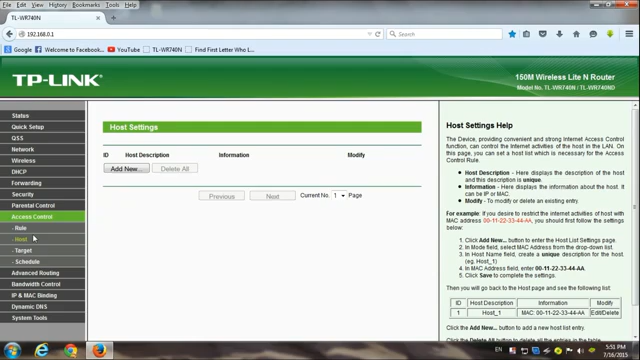 File Edit View History Bookmarks Tools Help
TL-WR740N
192.168.0.1
Search
Google Welcome to Facebook... YouTube TL-WR740N Find First Letter Who L...
TP-LINK
150M Wireless Lite N Router
Model No. TL-WR740N / TL-WR740ND
Status
Quick Setup
QSS
Network
Wireless
DHCP
Forwarding
Security
Parental Control
Access Control
- Rule
- Host
- Target
- Schedule
Advanced Routing
Bandwidth Control
IP & MAC Binding
Dynamic DNS
System Tools
Host Settings
ID Host Description Information Modify
Add New... Delete All
Previous Next Current No. 1 Page
Host Settings Help
The Device, providing convenient and strong Internet Access Control
function, can control the Internet activities of hosts in the LAN. On
this page, you can set a host list which is necessary for the Access
Control Rule.
Host Description - Here displays the description of the host
and this description is unique.
Information - Here displays the information about the host. It
can be IP or MAC.
Modify - To modify or delete an existing entry.
For example: If you desire to restrict the internet activities of host with
MAC address 00-11-22-33-44-AA, you should first follow the settings
below:
1. Click Add New... button to enter the Host List Settings page.
2. In Mode field, select MAC Address from the drop-down list.
3. In Host Name field, create a unique description for the host
(eg. Host_1)
4. In MAC Address field, enter 00-11-22-33-44-AA.
5. Click Save to complete the settings.
Then you will go back to the Host page and see the following list:
ID Host Description Information Modify
1 Host_1 MAC: 00-11-22-33-44-AA Edit/Delete
Click the Add New... button to add a new host list entry.
Click the Delete All button to delete all the entries in the table.
EN
5:51 PM
7/16/2015